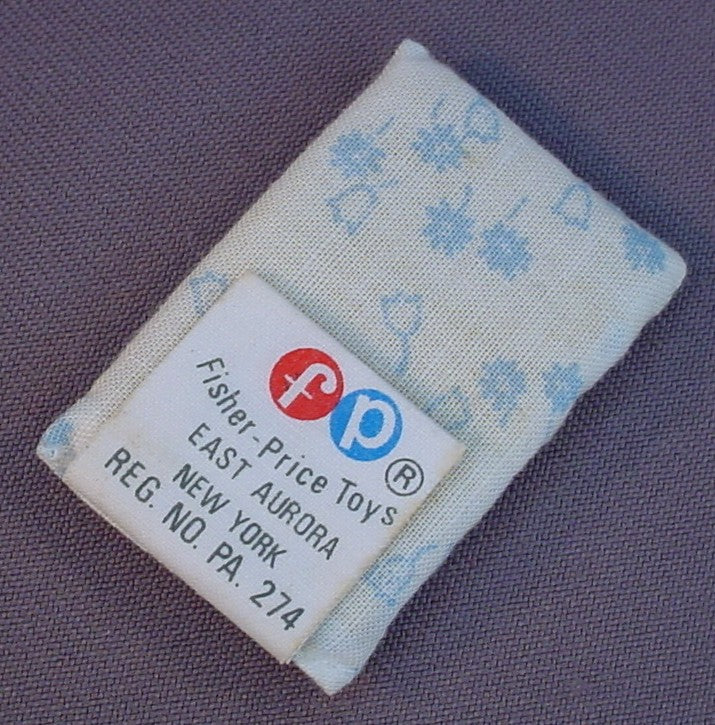 fp®
Fisher-Price Toys
EAST AURORA
NEW YORK
REG. NO. PA. 274